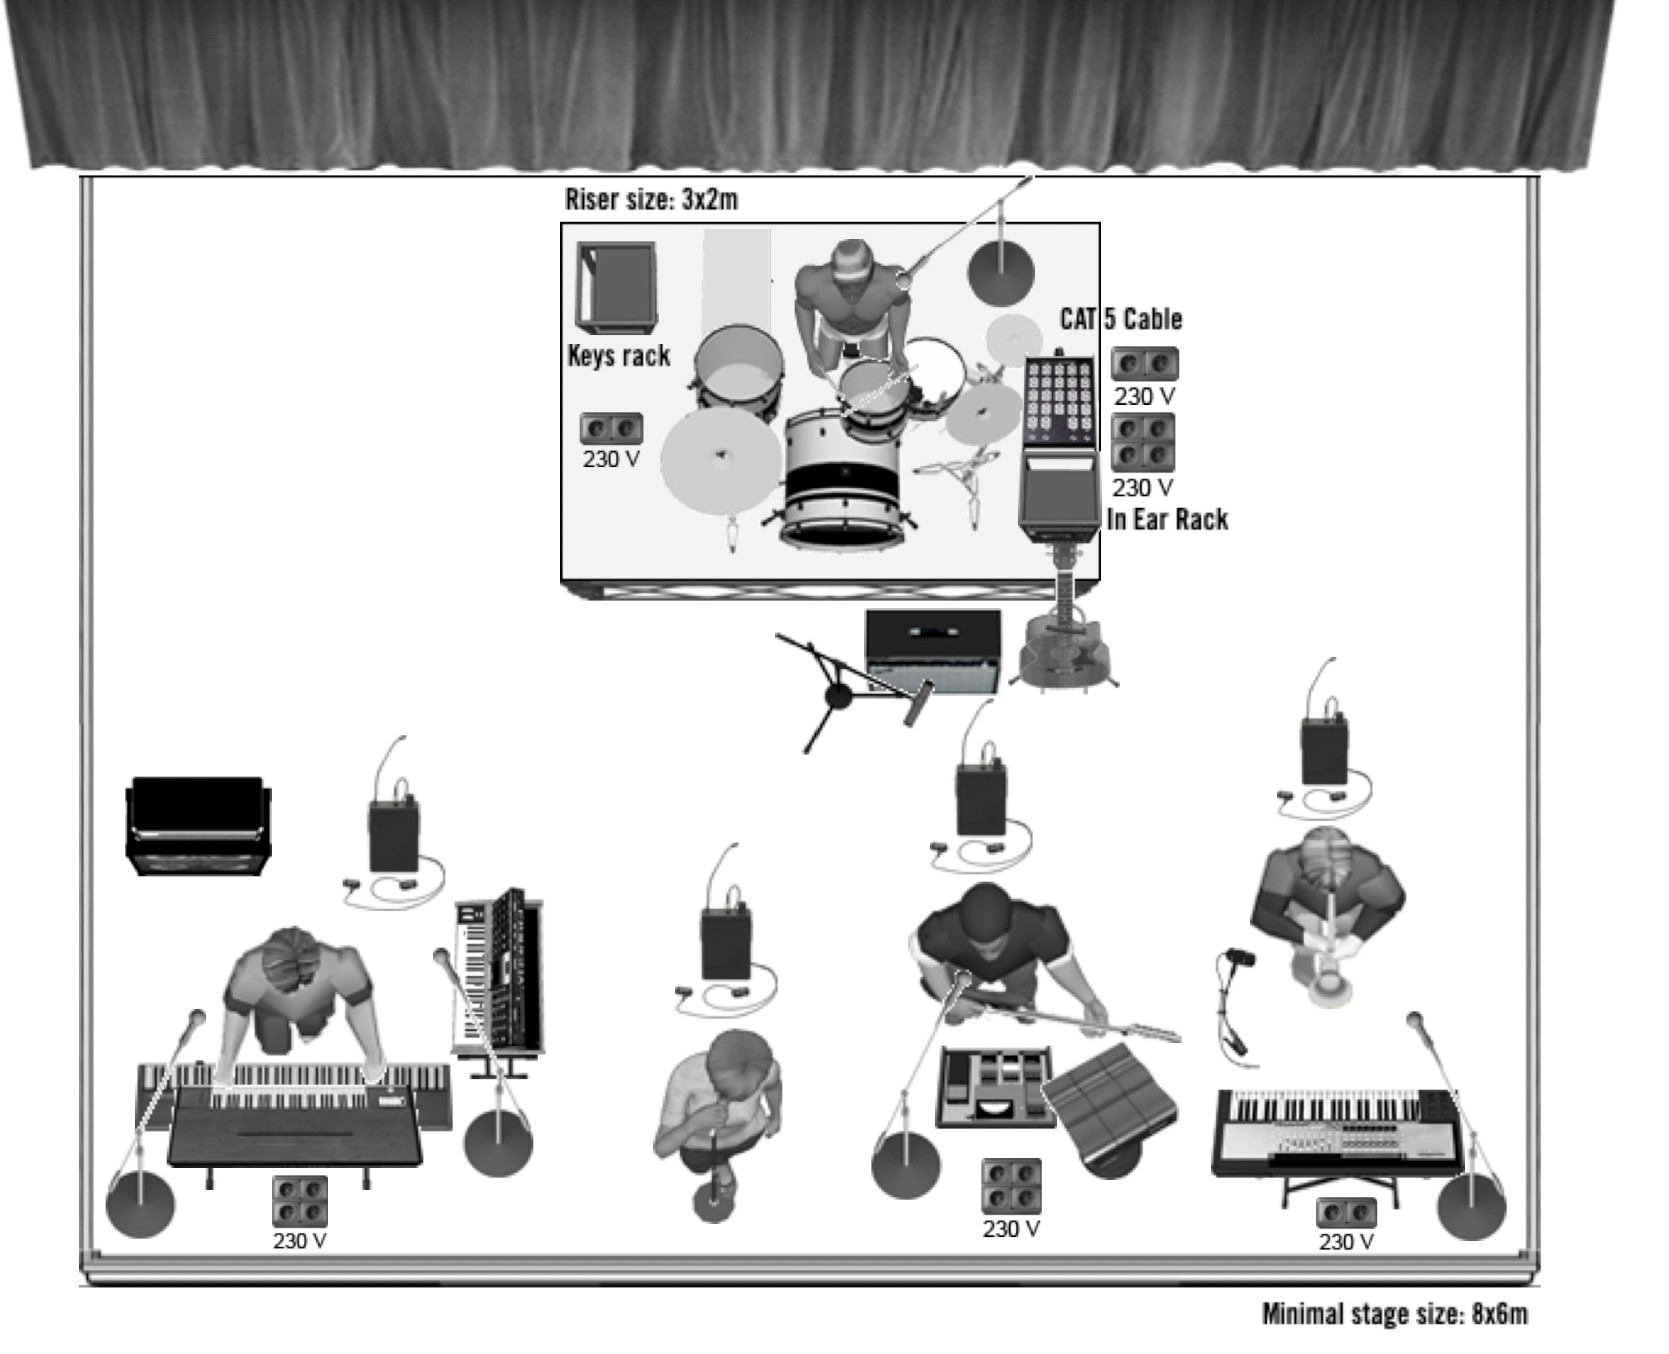 Riser size: 3x2m
CAT 5 Cable
Keys rack
230 V
230 V
230 V
In Ear Rack
230 V
230 V
230 V
Minimal stage size: 8x6m